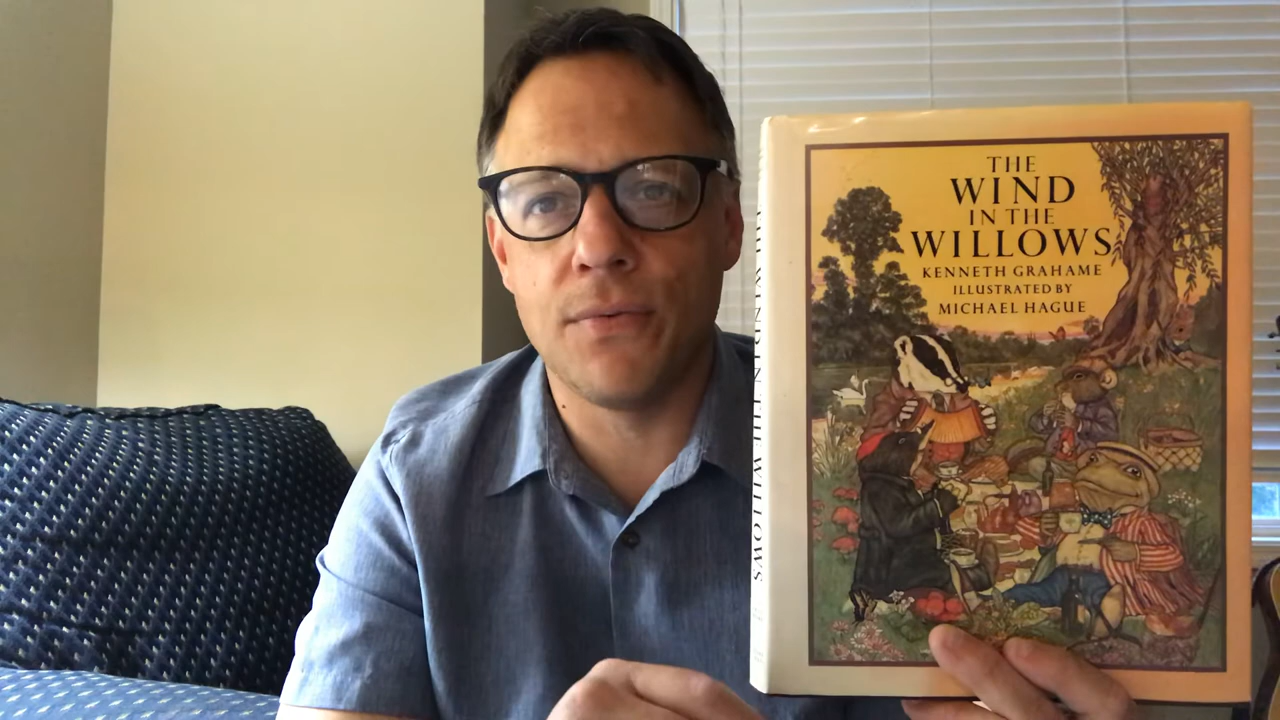 THE
WIND
IN THE
WILLOWS
KENNETH GRAHAME
ILLUSTRATED BY
MICHAEL HAGUE
THE WIND IN THE WILLOWS